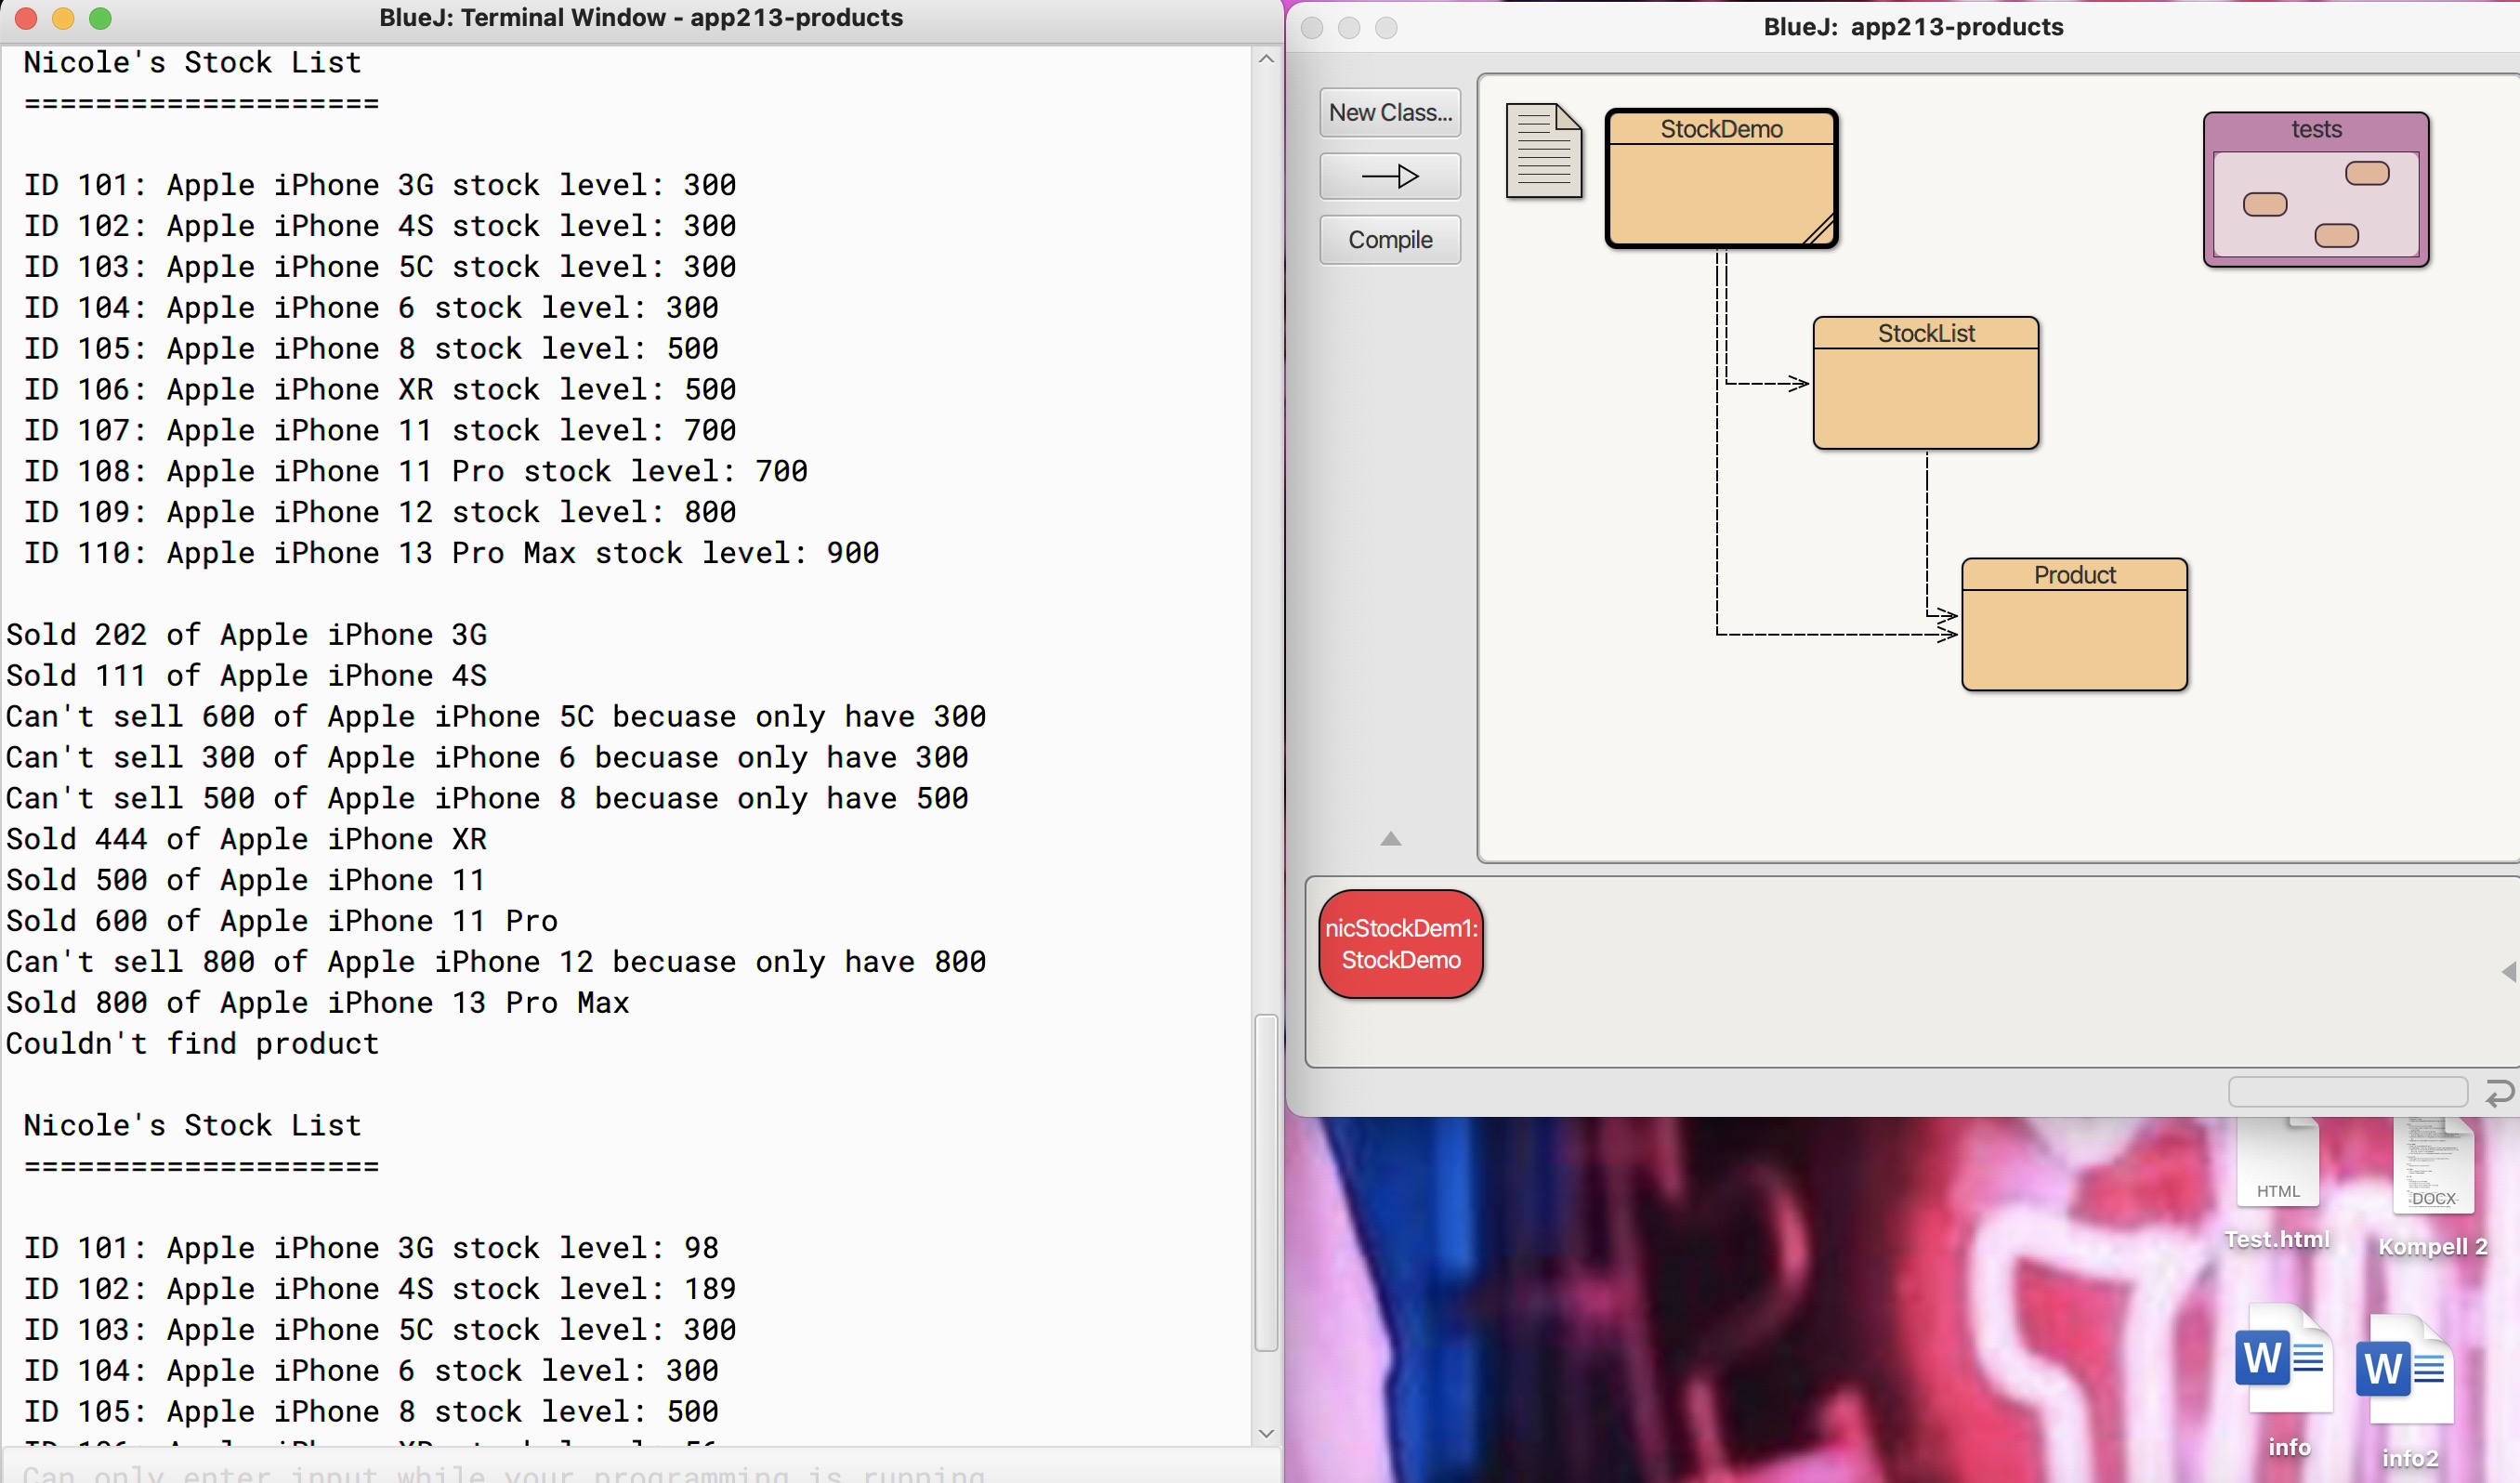 BlueJ: Terminal Window - app213-products
Nicole's Stock List
====================
ID 101: Apple iPhone 3G stock level: 300
ID 102: Apple iPhone 4S stock level: 300
ID 103: Apple iPhone 5C stock level: 300
ID 104: Apple iPhone 6 stock level: 300
ID 105: Apple iPhone 8 stock level: 500
ID 106: Apple iPhone XR stock level: 500
ID 107: Apple iPhone 11 stock level: 700
ID 108: Apple iPhone 11 Pro stock level: 700
ID 109: Apple iPhone 12 stock level: 800
ID 110: Apple iPhone 13 Pro Max stock level: 900
Sold 202 of Apple iPhone 3G
Sold 111 of Apple iPhone 4S
Can't sell 600 of Apple iPhone 5C becuase only have 300
Can't sell 300 of Apple iPhone 6 becuase only have 300
Can't sell 500 of Apple iPhone 8 becuase only have 500
Sold 444 of Apple iPhone XR
Sold 500 of Apple iPhone 11
Sold 600 of Apple iPhone 11 Pro
Can't sell 800 of Apple iPhone 12 becuase only have 800
Sold 800 of Apple iPhone 13 Pro Max
Couldn't find product
Nicole's Stock List
====================
ID 101: Apple iPhone 3G stock level: 98
ID 102: Apple iPhone 4S stock level: 189
ID 103: Apple iPhone 5C stock level: 300
ID 104: Apple iPhone 6 stock level: 300
ID 105: Apple iPhone 8 stock level: 500
ID 106: Apple iPhone XR stock level: 56
Can only enter input while your programming is running
BlueJ: app213-products
New Class...
Compile
StockDemo
tests
StockList
Product
nicStockDem1:
StockDemo
HTML
Test.html
DOCX
Kompell 2
W
info
W
info2